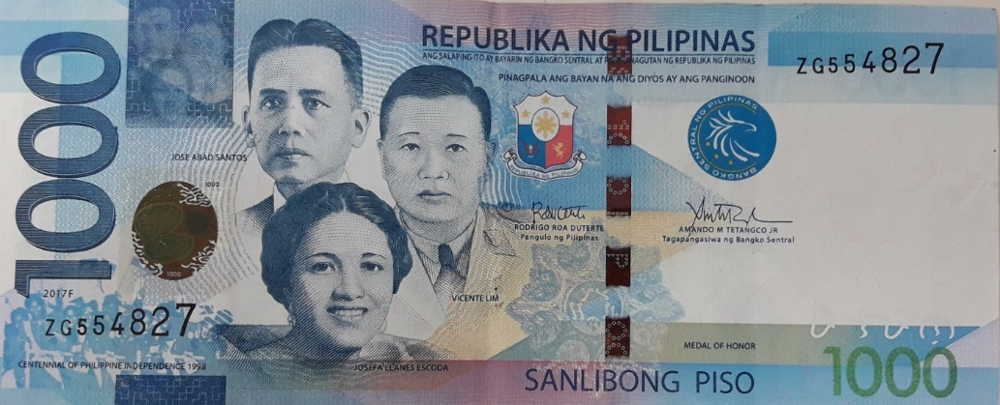 1000
REPUBLIKA NG PILIPINAS
ANG SALAPING ITO AY BAYARIN NG BANGKO SENTRAL AT NAGUTAN NG REPUBLIKA NG PILIPINAS
PINAGPALA ANG BAYAN NA ANG DIYOS AY ANG PANGINOON
ZG554827
JOSE ABAD SANTOS
REPUBLIKA NG PILIPINAS
BANGKO SENTRAL NG PILIPINAS
1000
1000
RODRIGO ROA DUTERTE
Pangulo ng Pilipinas
AMANDO M TETANGCO JR
Tagapangasiwa ng Bangko Sentral
VICENTE LIM
2017F
ZG554827
CENTENNIAL OF PHILIPPINE INDEPENDENCE 1998
JOSEFA LLANES ESCODA
SANLIBONG PISO
MEDAL OF HONOR
1000